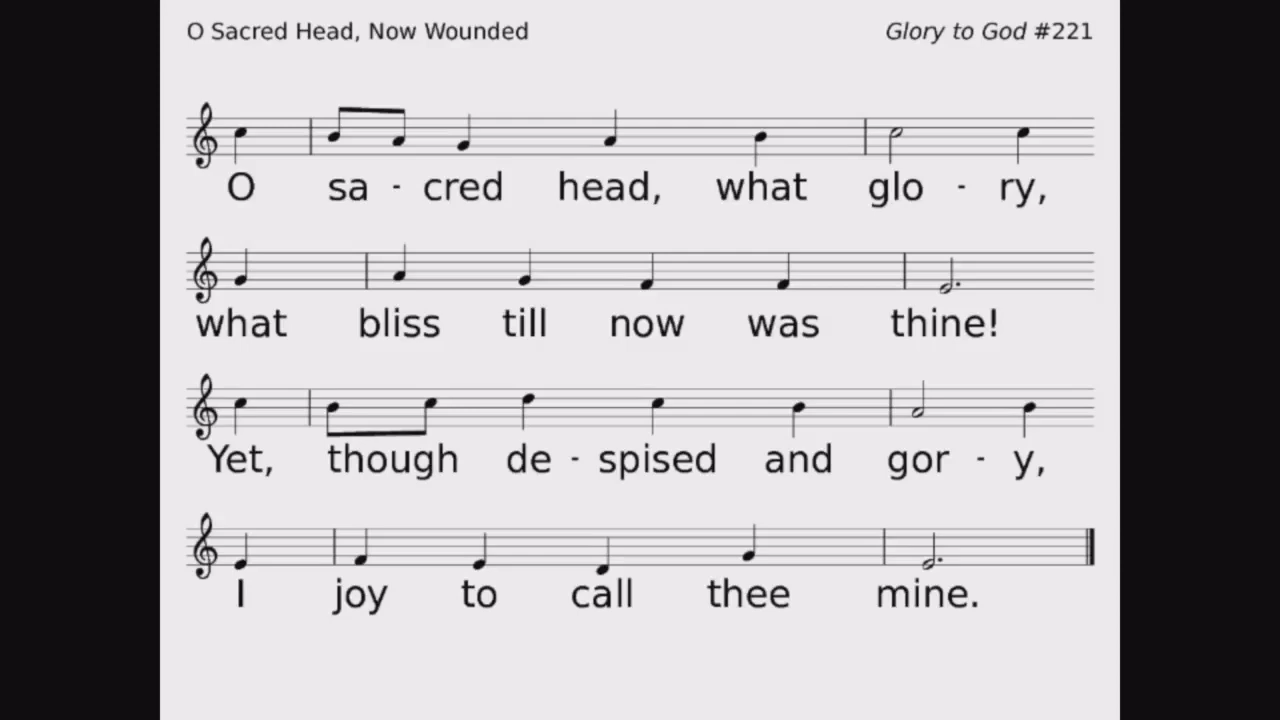 O Sacred Head, Now Wounded Glory to God #221
O sa - cred head, what glo - ry,
what bliss till now was thine!
Yet, though de - spised and gor - y,
I joy to call thee mine.